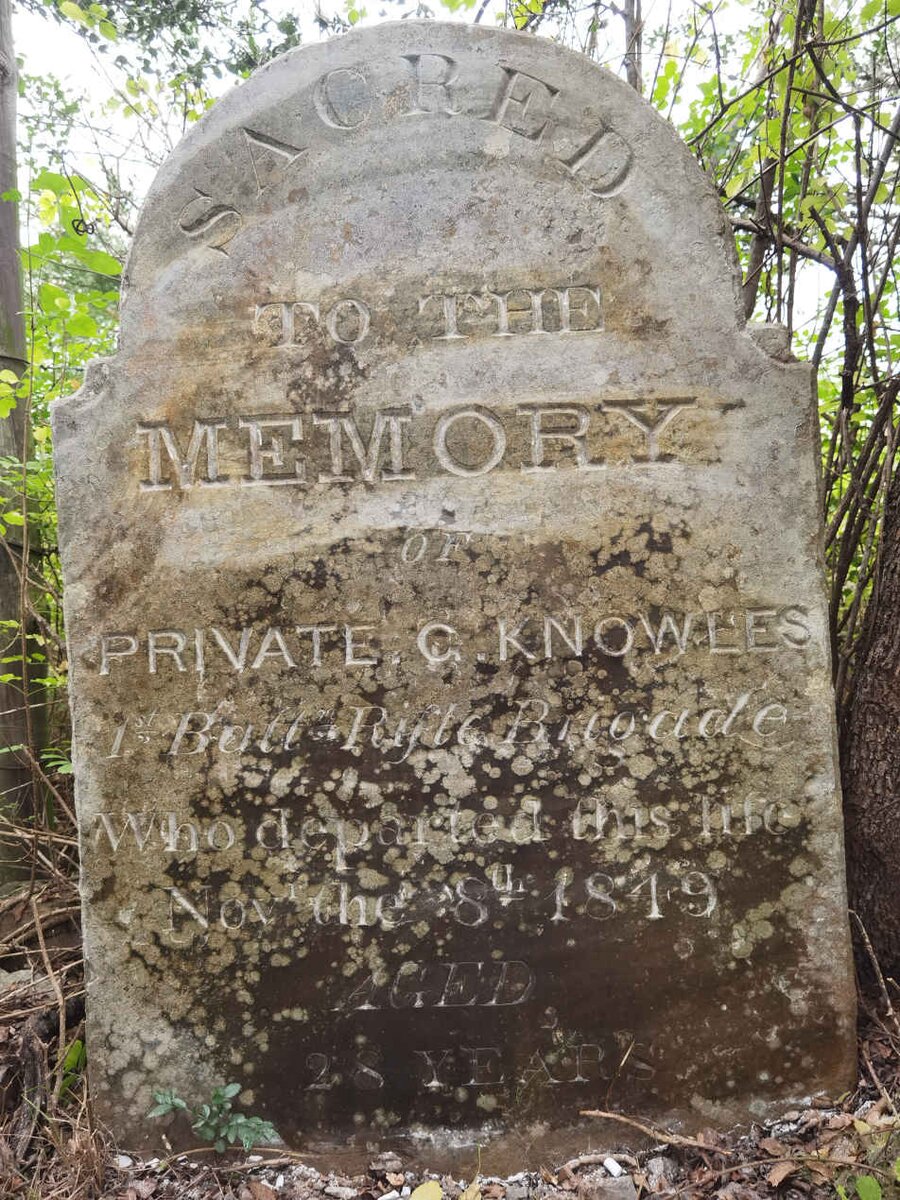 SACRED
TO THE
MEMORY
OF
PRIVATE . G . KNOWLES
1st Battn Rifle Brigade
Who departed this life
Novr the 8th 1849
AGED
28 YEARS